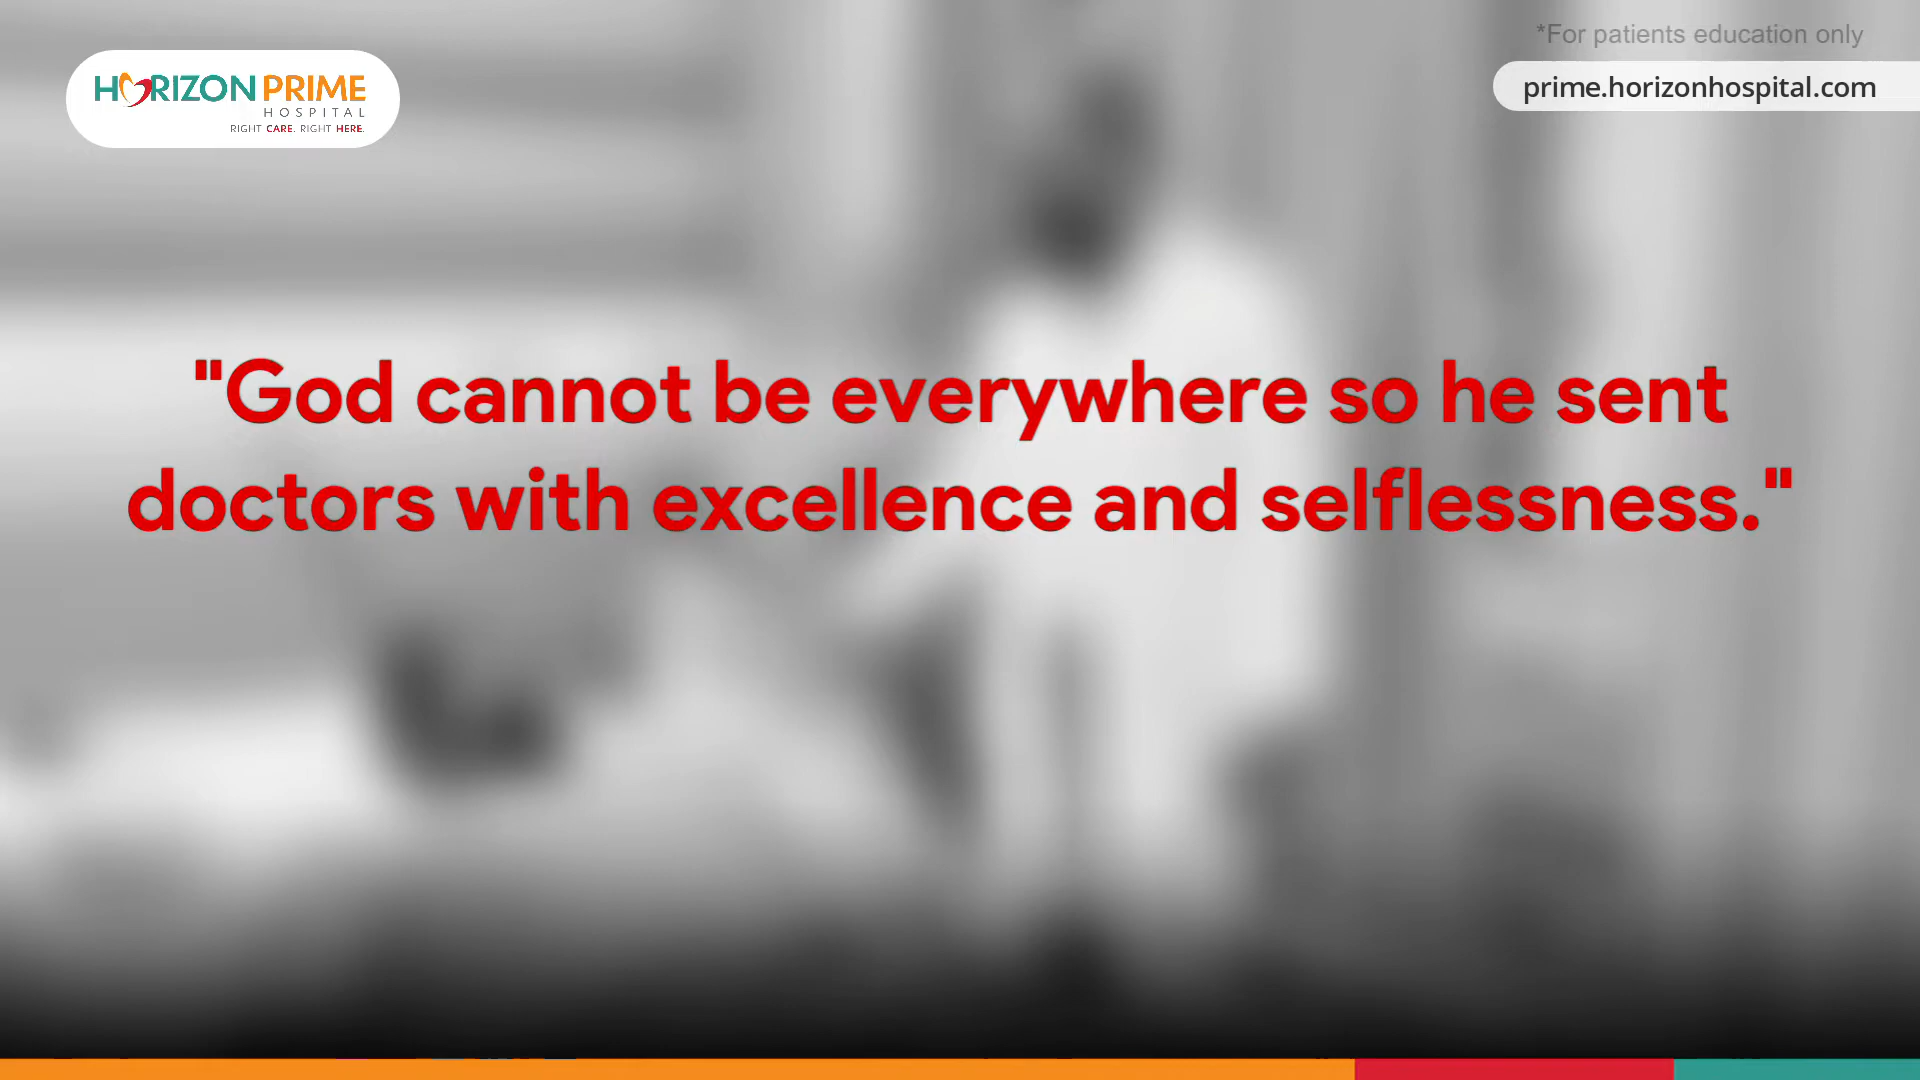 *For patients education only
HORIZON PRIME
HOSPITAL
RIGHT CARE. RIGHT HERE.
prime.horizonhospital.com
"God cannot be everywhere so he sent
doctors with excellence and selflessness."